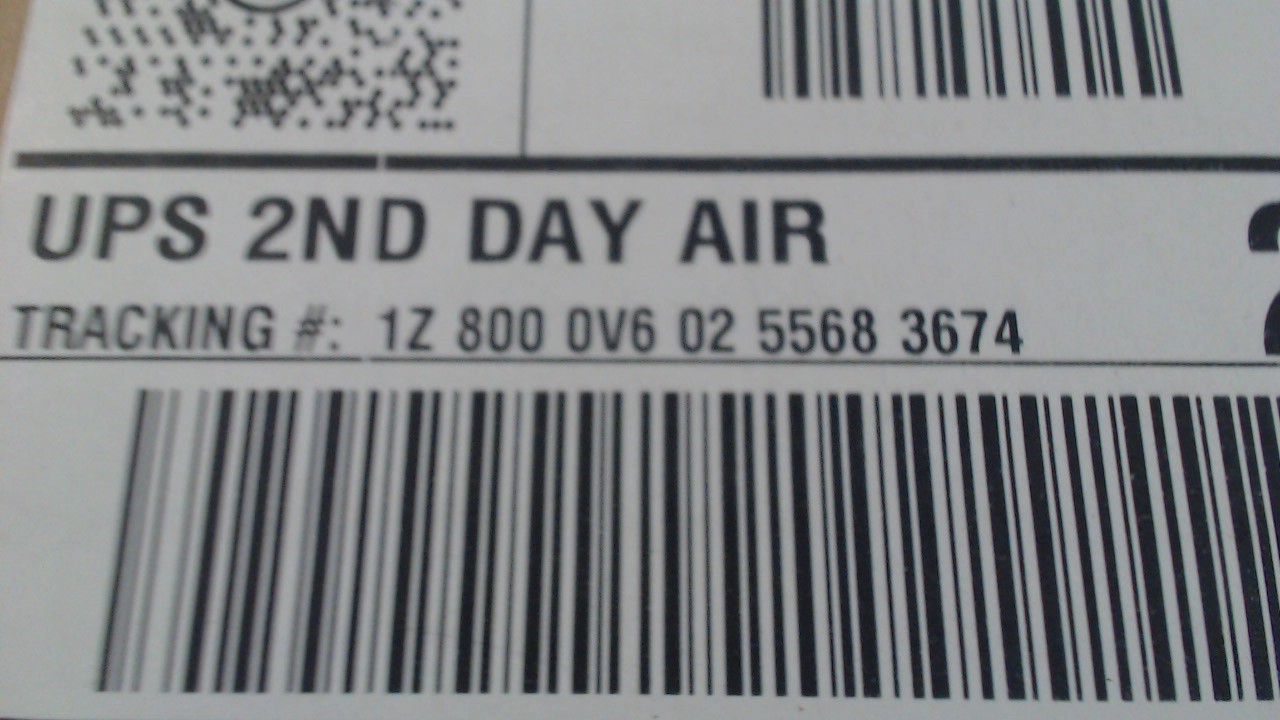 UPS 2ND DAY AIR
TRACKING #: 1Z 800 0V6 02 5568 3674